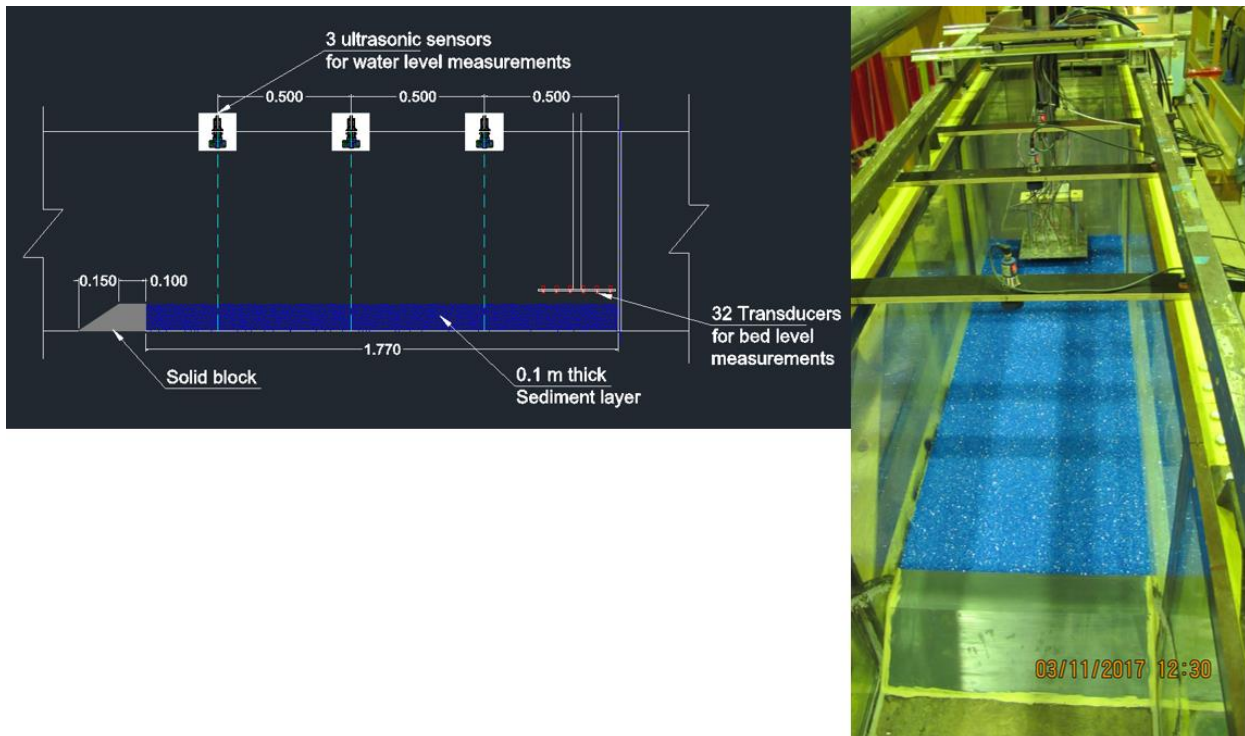 3 ultrasonic sensors
for water level measurements
0.500
0.500
0.500
0.150
0.100
32 Transducers
for bed level
measurements
1.770
Solid block
0.1 m thick
Sediment layer
03/11/2017 12:30